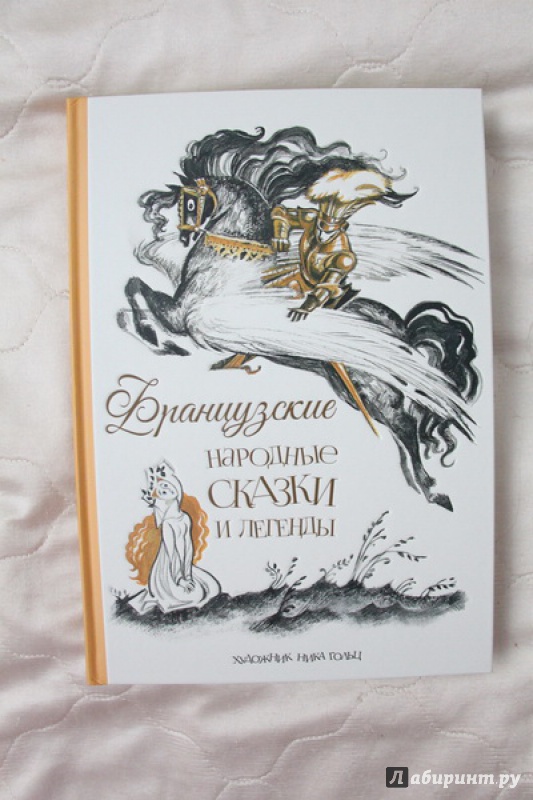 Французские
народные
сказки
и легенды
художник Ника Гольц
Лабиринт.ру